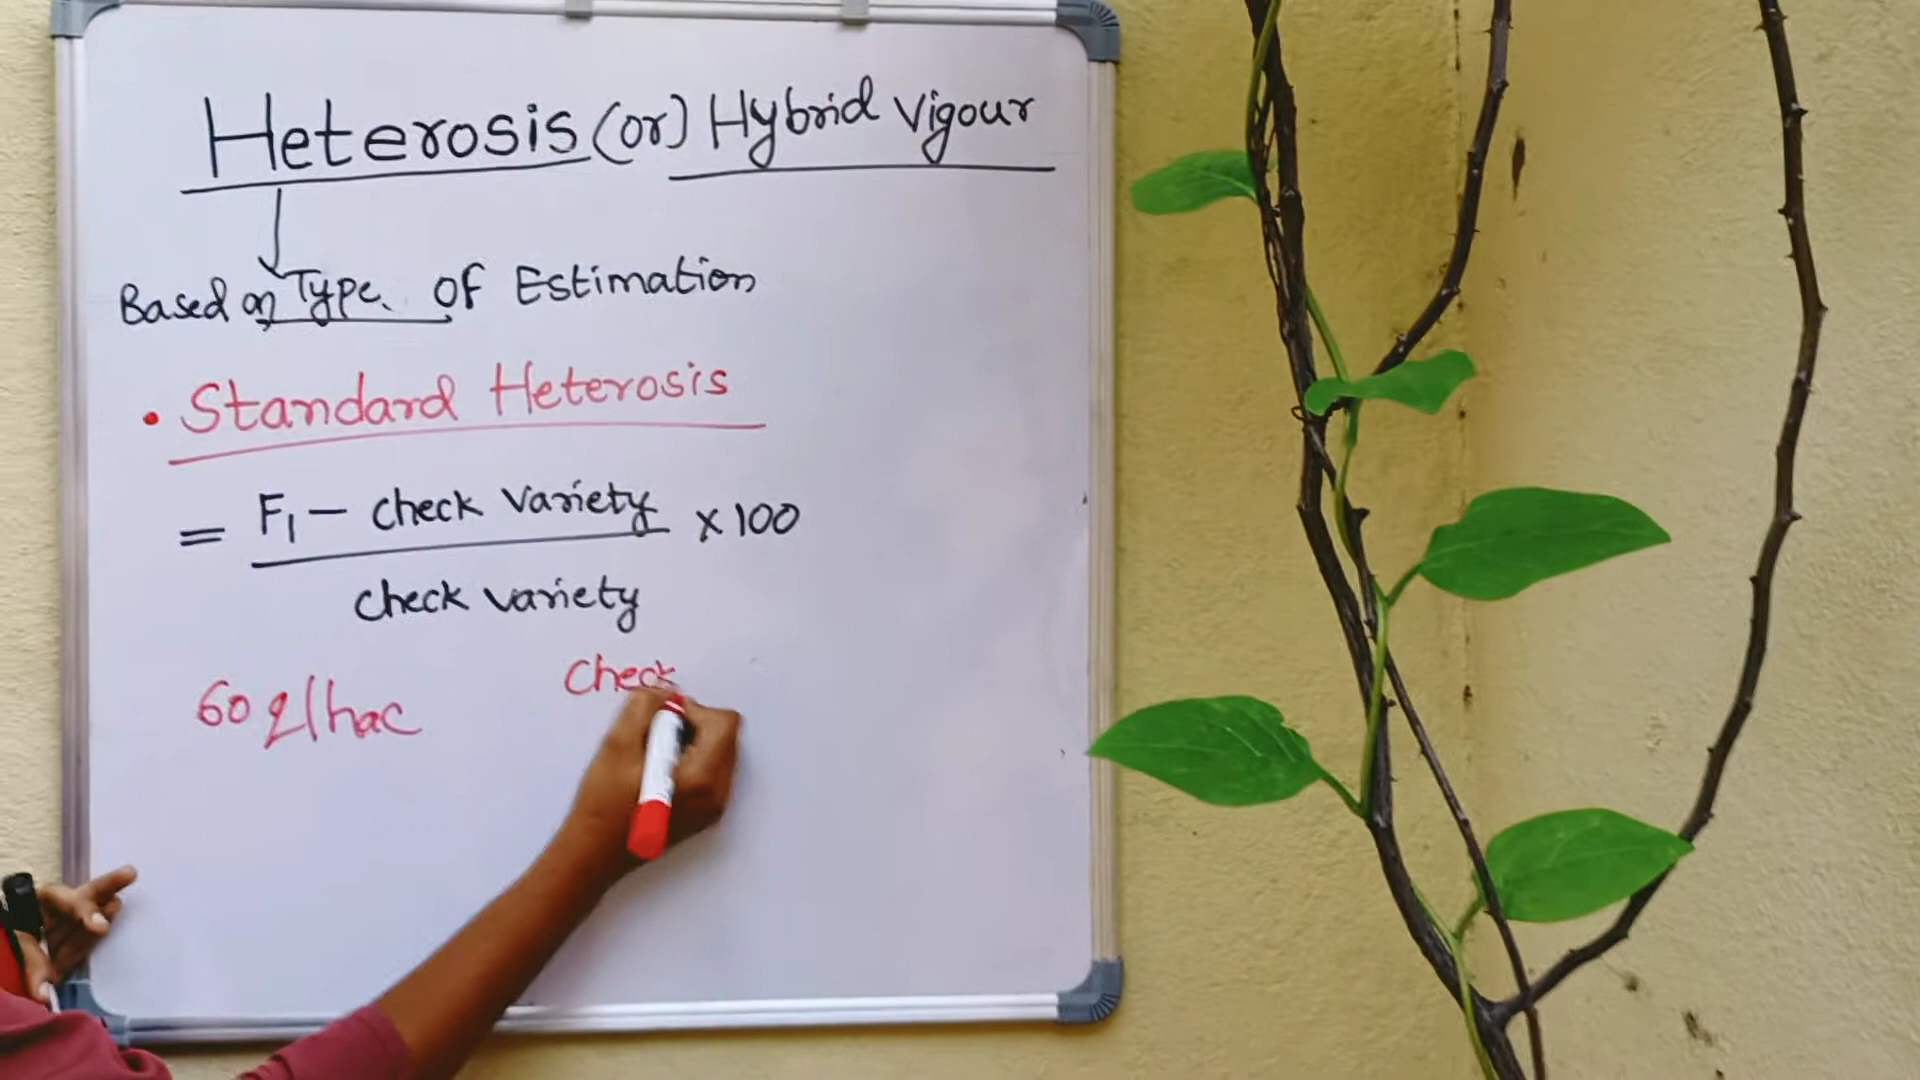 Heterosis (or) Hybrid Vigour
Based on Type of Estimation
• Standard Heterosis
= F1 - check Variety × 100
check variety
60 q/hac
Check